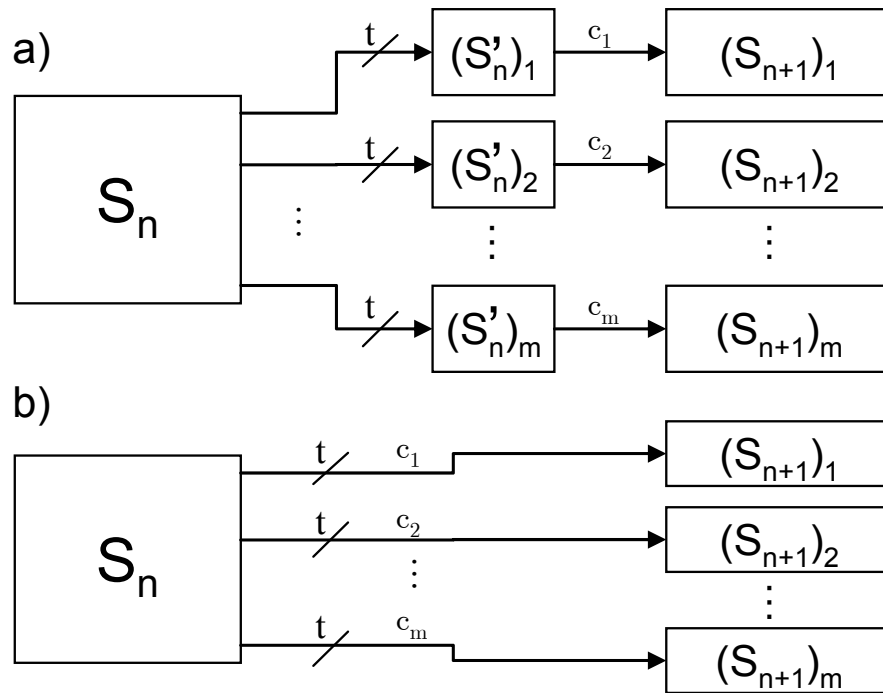 a)
t (S'ₙ)₁ c₁ (Sₙ₊₁)₁
Sₙ
t (S'ₙ)₂ c₂ (Sₙ₊₁)₂
⋮ ⋮ ⋮
t (S'ₙ)ₘ cₘ (Sₙ₊₁)ₘ
b)
t c₁ (Sₙ₊₁)₁
Sₙ
t c₂ (Sₙ₊₁)₂
⋮ ⋮
t cₘ (Sₙ₊₁)ₘ